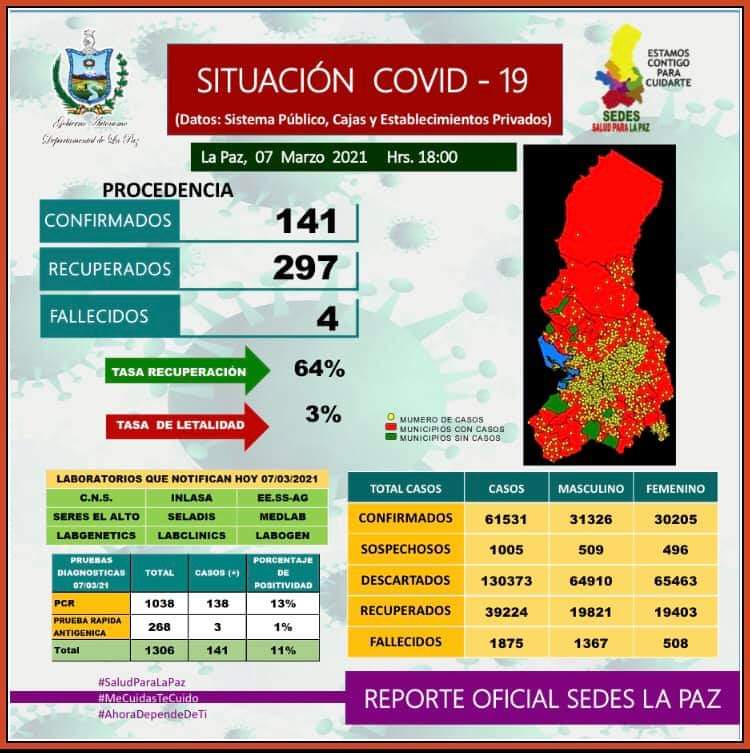 SITUACIÓN COVID - 19
(Datos: Sistema Público, Cajas y Establecimientos Privados)
Gobierno Autónomo
Departamental de La Paz
ESTAMOS
CONTIGO
PARA
CUIDARTE
SEDES
SALUD PARA LA PAZ
La Paz, 07 Marzo 2021 Hrs. 18:00
PROCEDENCIA
CONFIRMADOS 141
RECUPERADOS 297
FALLECIDOS 4
TASA RECUPERACIÓN 64%
TASA DE LETALIDAD 3%
MUMERO DE CASOS
MUNICIPIOS CON CASOS
MUNICIPIOS SIN CASOS
LABORATORIOS QUE NOTIFICAN HOY 07/03/2021
C.N.S. INLASA EE.SS-AG
SERES EL ALTO SELADIS MEDLAB
LABGENETICS LABCLINICS LABOGEN
PRUEBAS
DIAGNOSTICAS
07/03/21
TOTAL
CASOS (+)
PORCENTAJE
DE
POSITIVIDAD
PCR 1038 138 13%
PRUEBA RAPIDA
ANTIGENICA
268 3 1%
Total 1306 141 11%
TOTAL CASOS CASOS MASCULINO FEMENINO
CONFIRMADOS 61531 31326 30205
SOSPECHOSOS 1005 509 496
DESCARTADOS 130373 64910 65463
RECUPERADOS 39224 19821 19403
FALLECIDOS 1875 1367 508
#SaludParaLaPaz
#MeCuidasTeCuido
#AhoraDependeDeTi
REPORTE OFICIAL SEDES LA PAZ